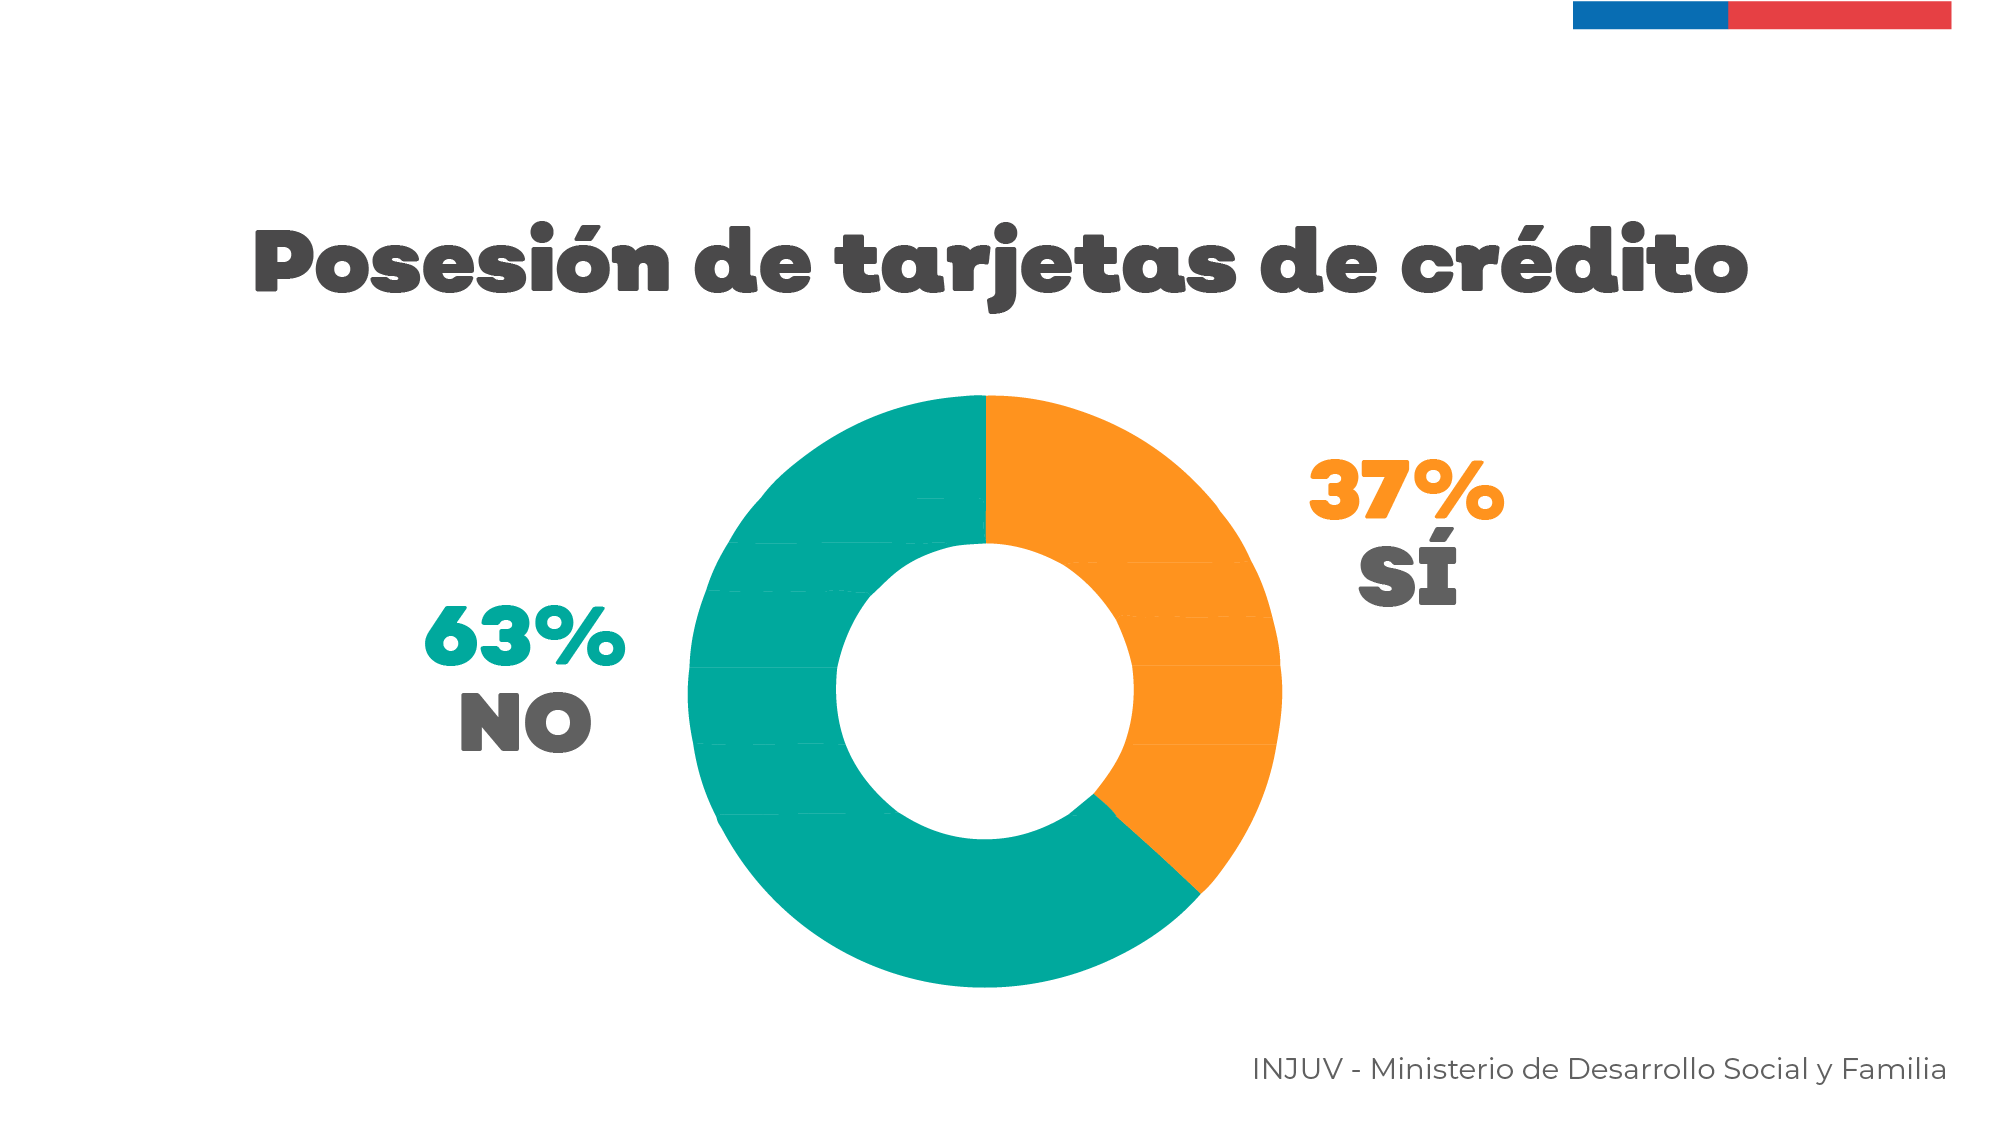 Posesión de tarjetas de crédito
37%
SÍ
63%
NO
INJUV - Ministerio de Desarrollo Social y Familia